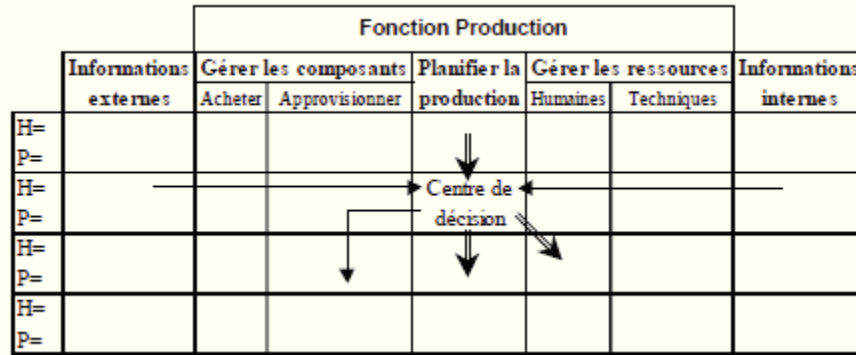 Fonction Production
Informations Gérer les composants Planifier la Gérer les ressources Informations
externes Acheter Approvisionner production Humaines Techniques internes
H=
P=
H= Centre de
P= décision
H=
P=
H=
P=